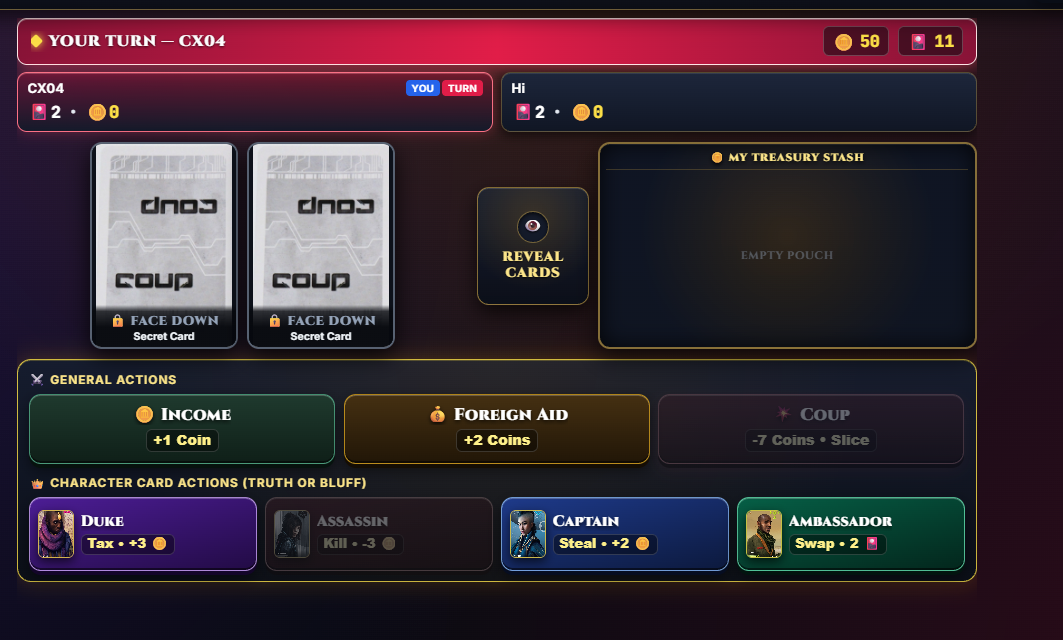 YOUR TURN — CX04
50
11
CX04
YOU
TURN
2 • 0
Hi
2 • 0
coup
coup
FACE DOWN
Secret Card
coup
coup
FACE DOWN
Secret Card
REVEAL
CARDS
MY TREASURY STASH
EMPTY POUCH
GENERAL ACTIONS
INCOME
+1 Coin
FOREIGN AID
+2 Coins
COUP
-7 Coins • Slice
CHARACTER CARD ACTIONS (TRUTH OR BLUFF)
DUKE
Tax • +3
ASSASSIN
Kill • -3
CAPTAIN
Steal • +2
AMBASSADOR
Swap • 2